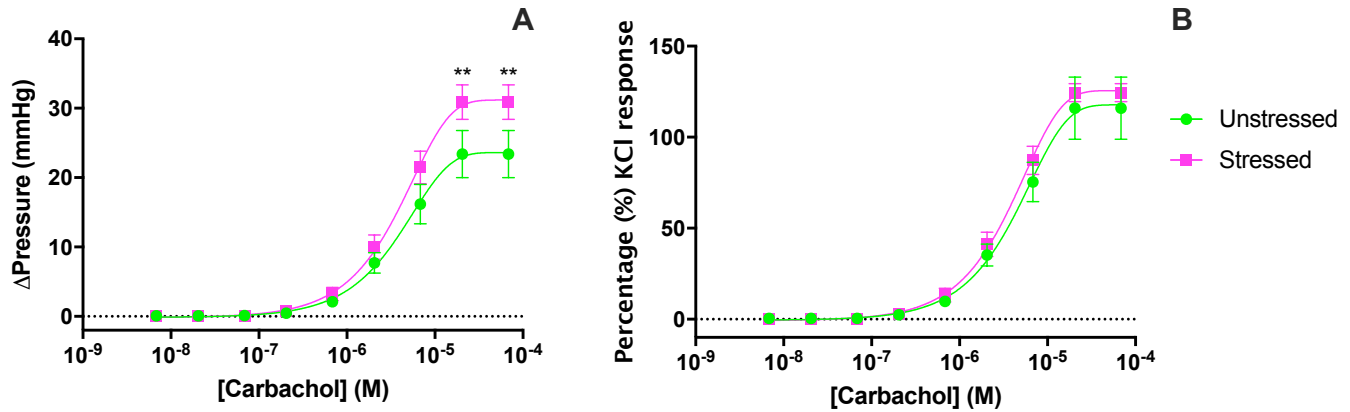 A
ΔPressure (mmHg)
40
30
20
10
0
** **
10⁻⁹ 10⁻⁸ 10⁻⁷ 10⁻⁶ 10⁻⁵ 10⁻⁴
[Carbachol] (M)
B
Percentage (%) KCl response
150
100
50
0
10⁻⁹ 10⁻⁸ 10⁻⁷ 10⁻⁶ 10⁻⁵ 10⁻⁴
[Carbachol] (M)
Unstressed
Stressed